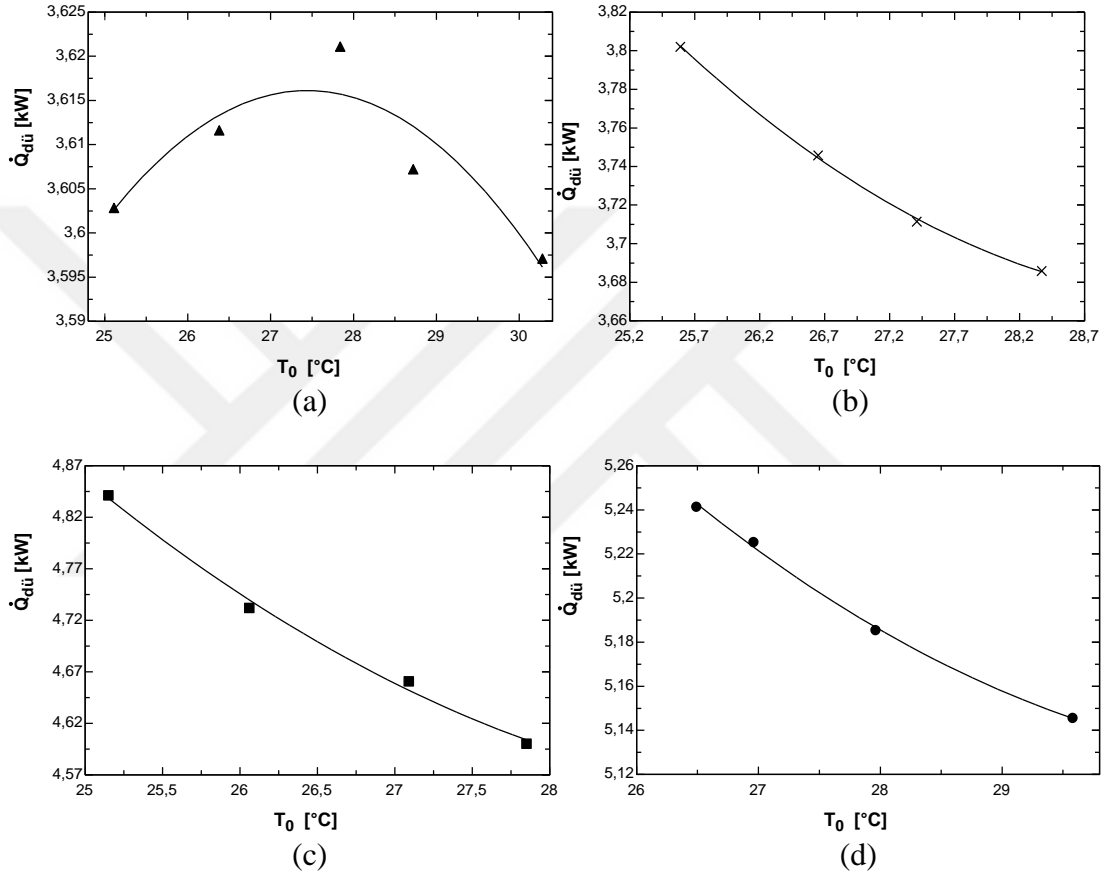 3,625
3,62
3,615
3,61
3,605
3,6
3,595
3,59
Q̇dü [kW]
25 26 27 28 29 30
T0 [°C]
(a)
3,82
3,8
3,78
3,76
3,74
3,72
3,7
3,68
3,66
Q̇dü [kW]
25,2 25,7 26,2 26,7 27,2 27,7 28,2 28,7
T0 [°C]
(b)
4,87
4,82
4,77
4,72
4,67
4,62
4,57
Q̇dü [kW]
25 25,5 26 26,5 27 27,5 28
T0 [°C]
(c)
5,26
5,24
5,22
5,2
5,18
5,16
5,14
5,12
Q̇dü [kW]
26 27 28 29
T0 [°C]
(d)